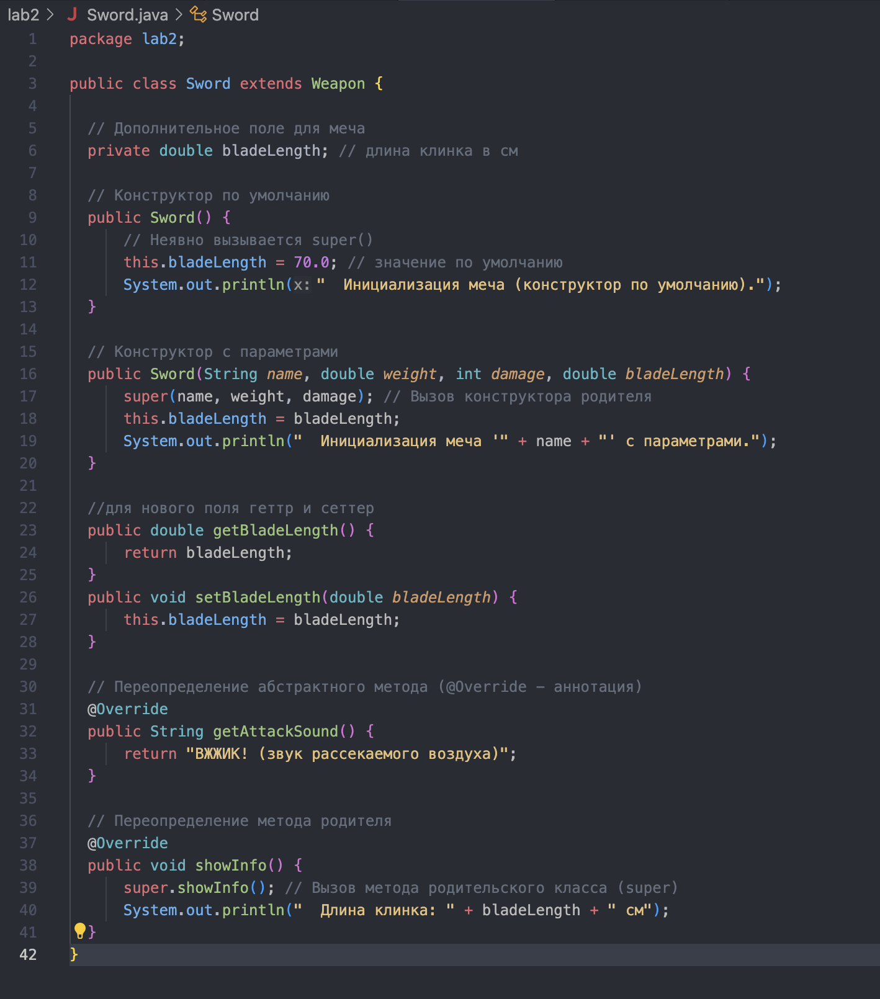 lab2 > J Sword.java > Sword
1 package lab2;
2
3 public class Sword extends Weapon {
4
5 // Дополнительное поле для меча
6 private double bladeLength; // длина клинка в см
7
8 // Конструктор по умолчанию
9 public Sword() {
10 // Неявно вызывается super()
11 this.bladeLength = 70.0; // значение по умолчанию
12 System.out.println(x:"  Инициализация меча (конструктор по умолчанию).");
13 }
14
15 // Конструктор с параметрами
16 public Sword(String name, double weight, int damage, double bladeLength) {
17 super(name, weight, damage); // Вызов конструктора родителя
18 this.bladeLength = bladeLength;
19 System.out.println("  Инициализация меча '" + name + "' с параметрами.");
20 }
21
22 //для нового поля геттр и сеттер
23 public double getBladeLength() {
24 return bladeLength;
25 }
26 public void setBladeLength(double bladeLength) {
27 this.bladeLength = bladeLength;
28 }
29
30 // Переопределение абстрактного метода (@Override – аннотация)
31 @Override
32 public String getAttackSound() {
33 return "ВЖЖИК! (звук рассекаемого воздуха)";
34 }
35
36 // Переопределение метода родителя
37 @Override
38 public void showInfo() {
39 super.showInfo(); // Вызов метода родительского класса (super)
40 System.out.println("  Длина клинка: " + bladeLength + " см");
41 }
42 }